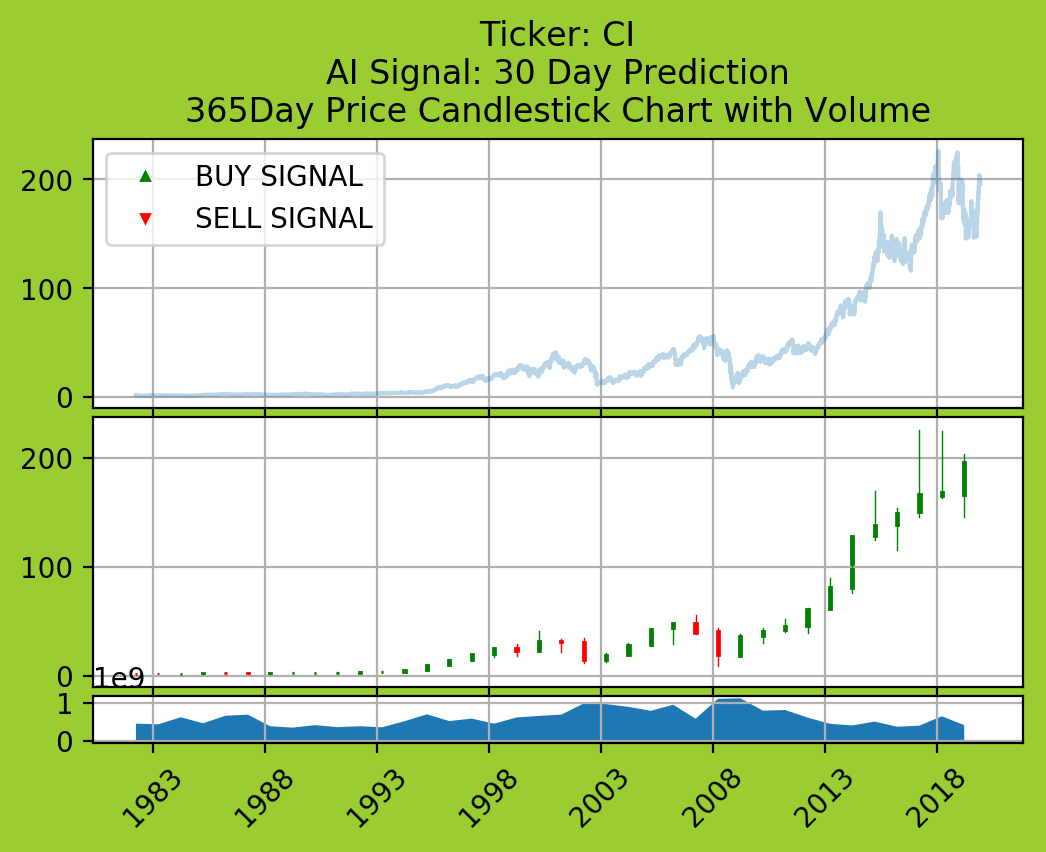 Ticker: CI
AI Signal: 30 Day Prediction
365Day Price Candlestick Chart with Volume
BUY SIGNAL
SELL SIGNAL
200
100
0
200
100
0
1e9
1
0
1983
1988
1993
1998
2003
2008
2013
2018